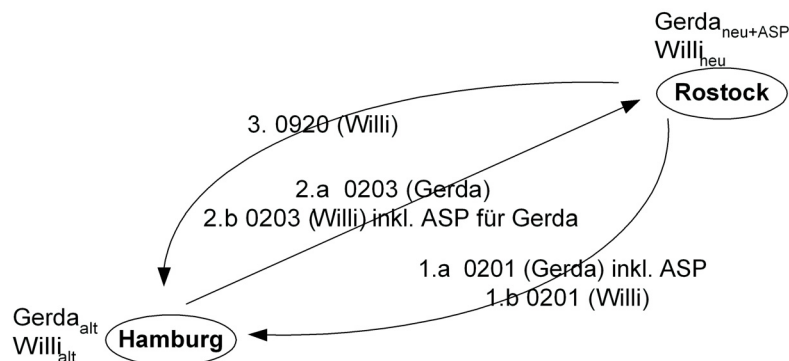 Gerda neu+ASP
Willi neu
Rostock
3. 0920 (Willi)
2.a 0203 (Gerda)
2.b 0203 (Willi) inkl. ASP für Gerda
1.a 0201 (Gerda) inkl. ASP
1.b 0201 (Willi)
Gerda alt
Willi alt
Hamburg